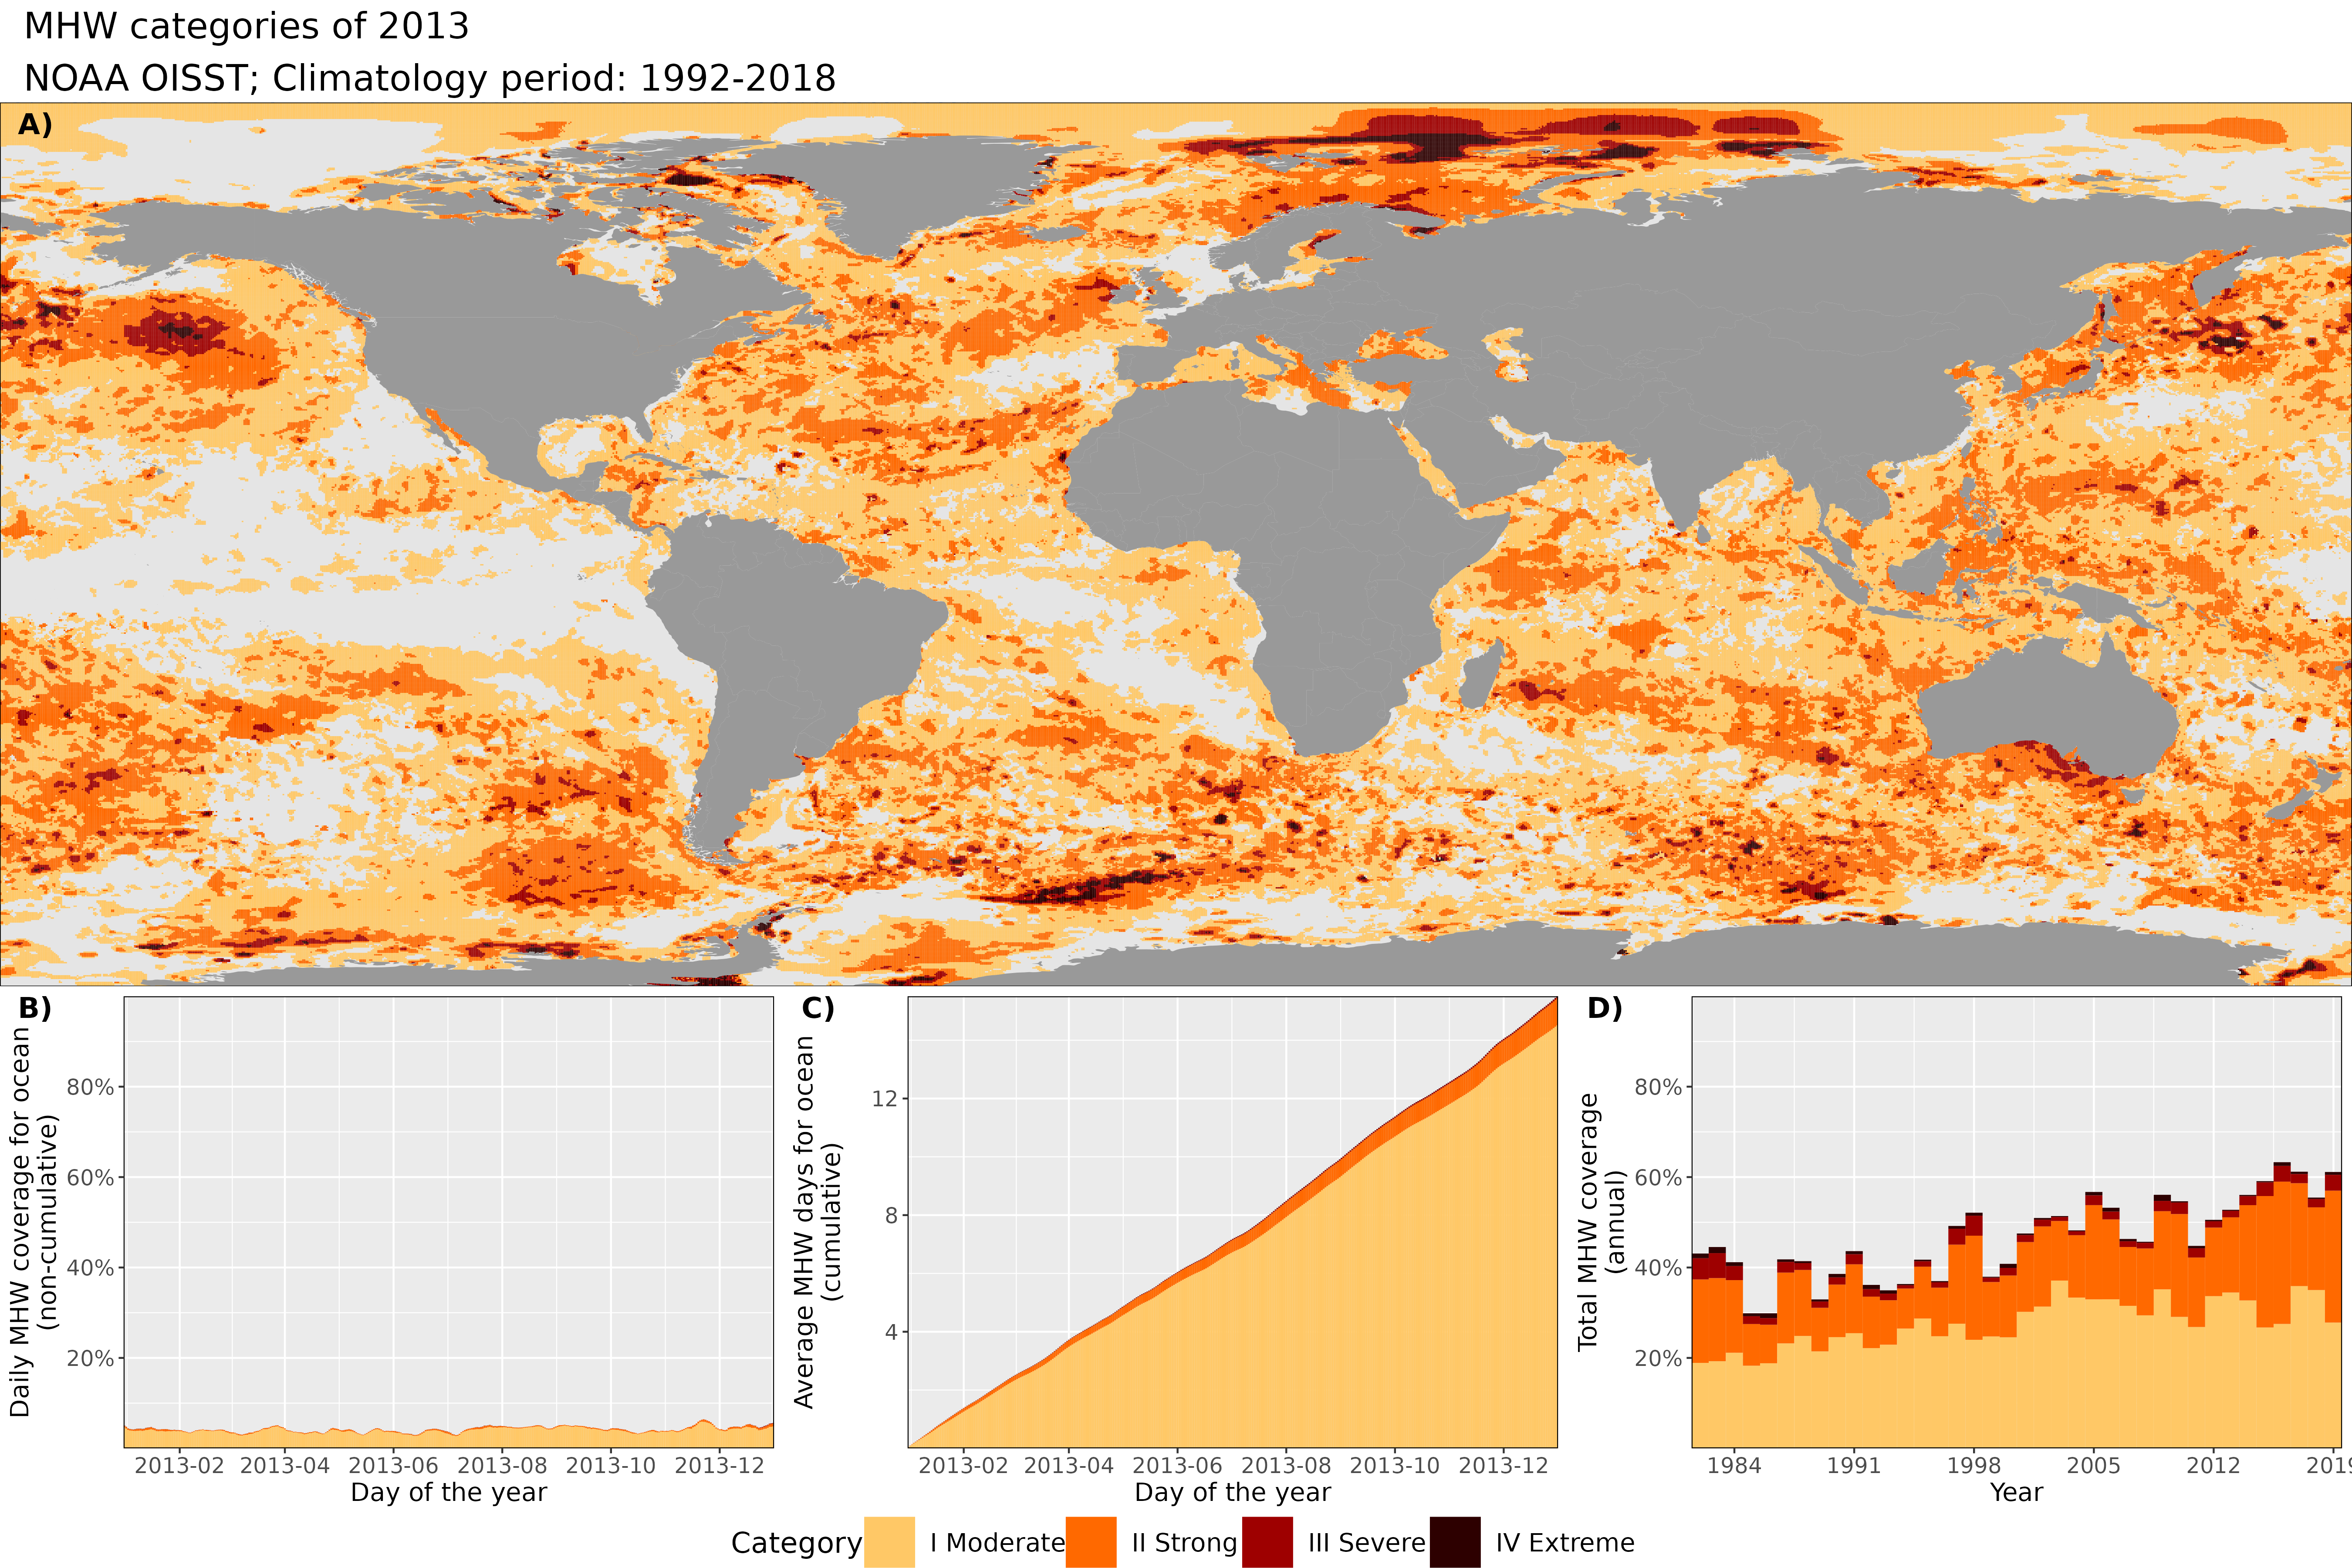 MHW categories of 2013
NOAA OISST; Climatology period: 1992-2018
A)
B)
Daily MHW coverage for ocean
(non-cumulative)
80%
60%
40%
20%
2013-02 2013-04 2013-06 2013-08 2013-10 2013-12
Day of the year
C)
Average MHW days for ocean
(cumulative)
12
8
4
2013-02 2013-04 2013-06 2013-08 2013-10 2013-12
Day of the year
D)
Total MHW coverage
(annual)
80%
60%
40%
20%
1984 1991 1998 2005 2012 2019
Year
Category I Moderate II Strong III Severe IV Extreme